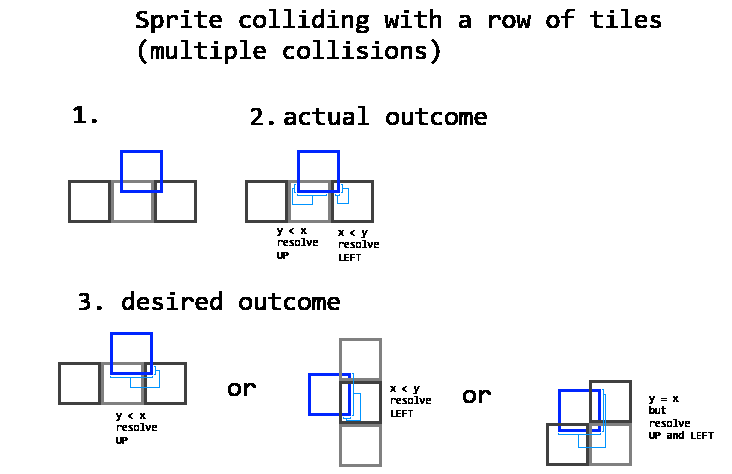 Sprite colliding with a row of tiles
(multiple collisions)
1.
2. actual outcome
y < x
resolve
UP
x < y
resolve
LEFT
3. desired outcome
y < x
resolve
UP
or
x < y
resolve
LEFT
or
y = x
but
resolve
UP and LEFT